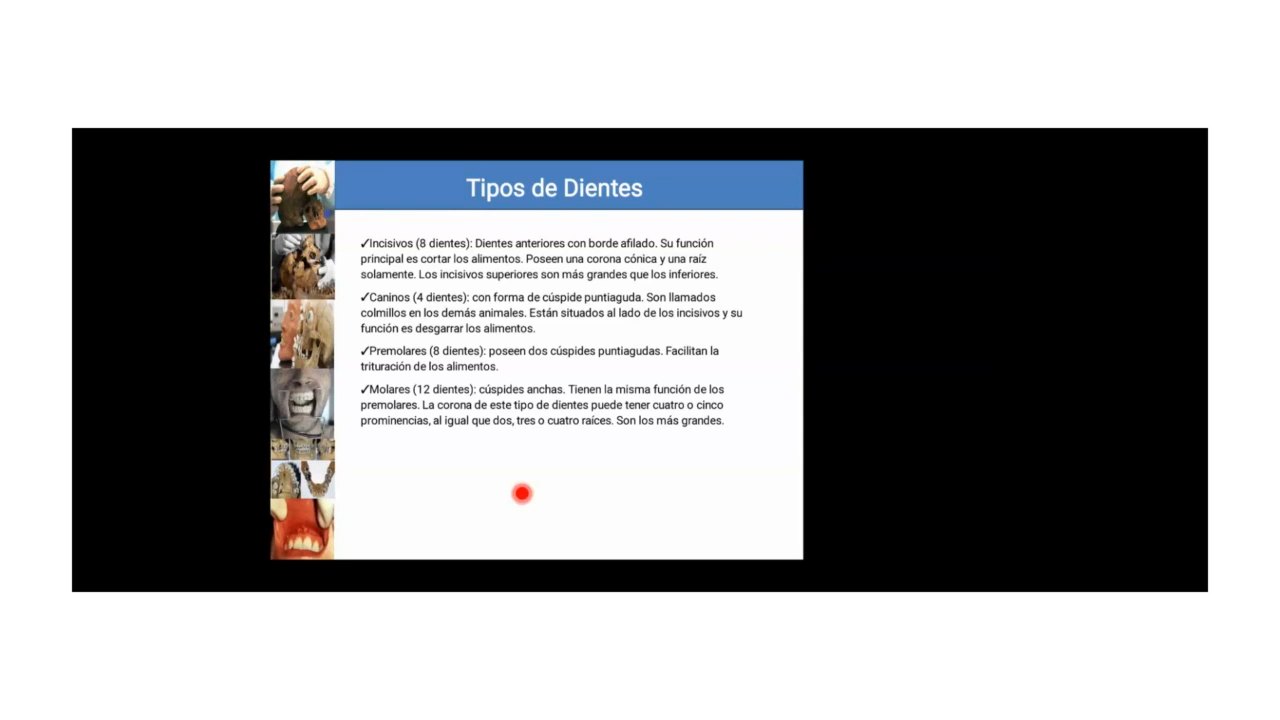 Tipos de Dientes
✓Incisivos (8 dientes): Dientes anteriores con borde afilado. Su función
principal es cortar los alimentos. Poseen una corona cónica y una raíz
solamente. Los incisivos superiores son más grandes que los inferiores.
✓Caninos (4 dientes): con forma de cúspide puntiaguda. Son llamados
colmillos en los demás animales. Están situados al lado de los incisivos y su
función es desgarrar los alimentos.
✓Premolares (8 dientes): poseen dos cúspides puntiagudas. Facilitan la
trituración de los alimentos.
✓Molares (12 dientes): cúspides anchas. Tienen la misma función de los
premolares. La corona de este tipo de dientes puede tener cuatro o cinco
prominencias, al igual que dos, tres o cuatro raíces. Son los más grandes.